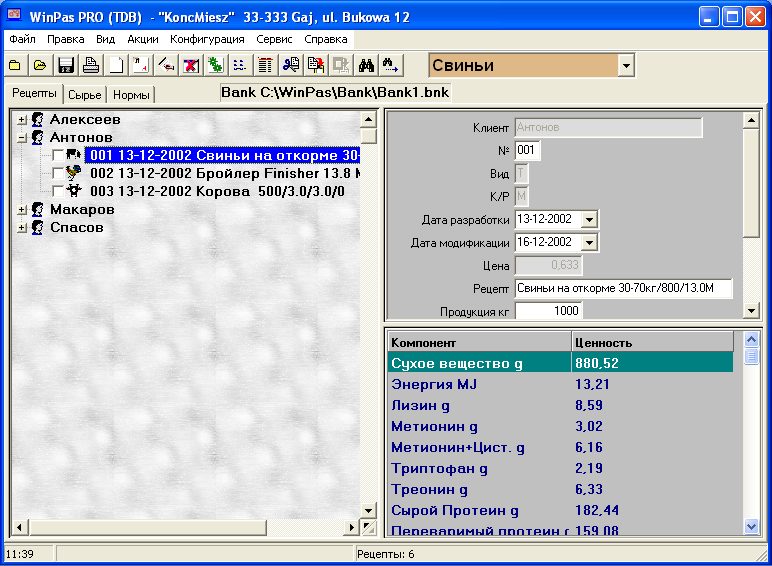 WinPas PRO (TDB) - "KoncMiesz" 33-333 Gaj, ul. Bukowa 12
Файл Правка Вид Акции Конфигурация Сервис Справка
Свиньи
Рецепты Сырье Нормы
Bank C:\WinPas\Bank\Bank1.bnk
Алексеев
Антонов
001 13-12-2002 Свиньи на откорме 30-
002 13-12-2002 Бройлер Finisher 13.8
003 13-12-2002 Корова 500/3.0/3.0/0
Макаров
Спасов
Клиент Антонов
№ 001
Вид Т
К/Р М
Дата разработки 13-12-2002
Дата модификации 16-12-2002
Цена 0,633
Рецепт Свиньи на откорме 30-70кг/800/13.0М
Продукция кг 1000
Компонент Ценность
Сухое вещество g 880,52
Энергия MJ 13,21
Лизин g 8,59
Метионин g 3,02
Метионин+Цист. g 6,16
Триптофан g 2,19
Треонин g 6,33
Сырой Протеин g 182,44
Переваримый протеин g 159,08
11:39
Рецепты: 6